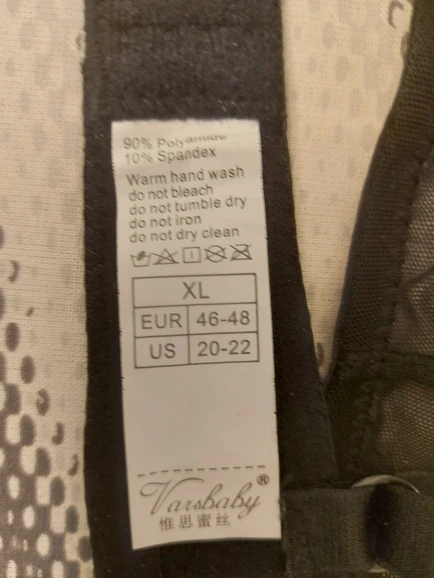 90% Polyamide
10% Spandex
Warm hand wash
do not bleach
do not tumble dry
do not iron
do not dry clean
XL
EUR 46-48
US 20-22
Varsbaby®
惟思蜜丝